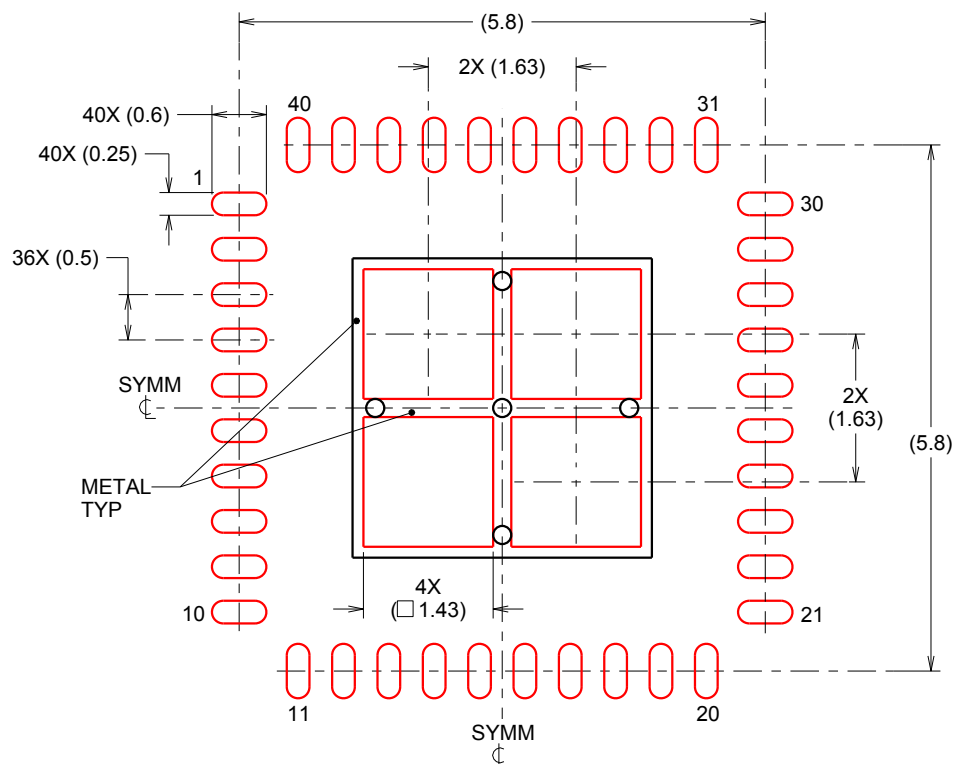 (5.8)
2X (1.63)
40X (0.6)
40
31
40X (0.25)
1
30
36X (0.5)
SYMM
℄
2X
(1.63)
(5.8)
METAL
TYP
4X
(□ 1.43)
10
21
11
20
SYMM
℄